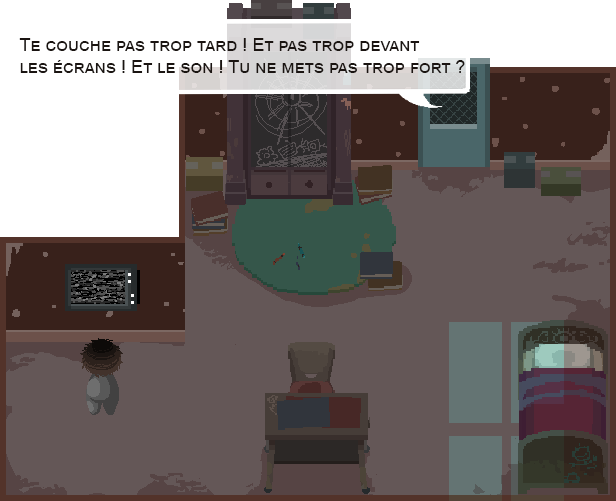 Te couche pas trop tard ! Et pas trop devant
les écrans ! Et le son ! Tu ne mets pas trop fort ?